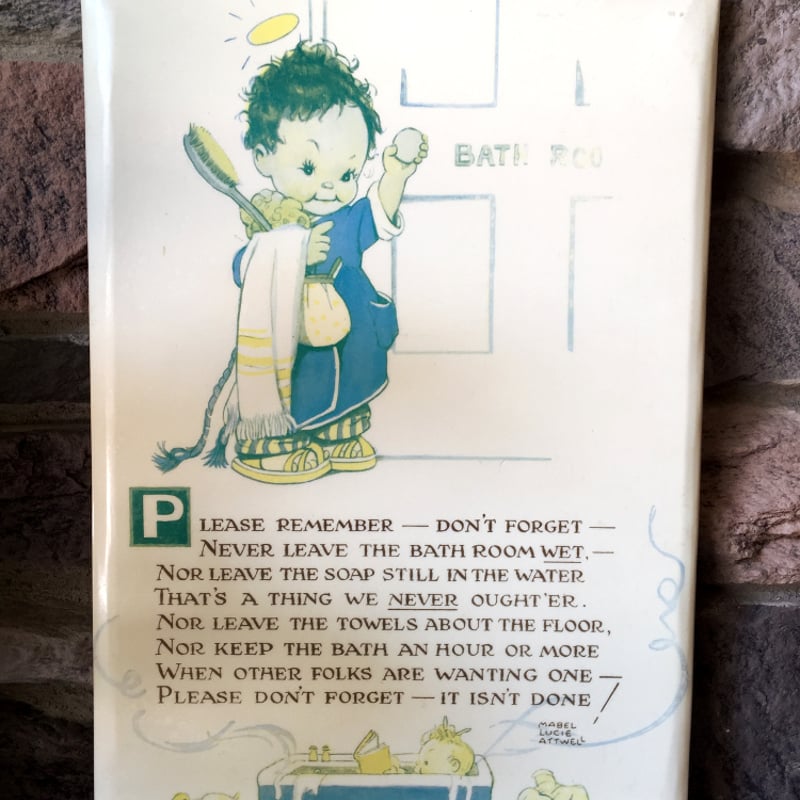 BATH ROO
PLEASE REMEMBER — DON'T FORGET —
NEVER LEAVE THE BATH ROOM WET, —
NOR LEAVE THE SOAP STILL IN THE WATER
THAT'S A THING WE NEVER OUGHT'ER.
NOR LEAVE THE TOWELS ABOUT THE FLOOR,
NOR KEEP THE BATH AN HOUR OR MORE
WHEN OTHER FOLKS ARE WANTING ONE —
PLEASE DON'T FORGET — IT ISN'T DONE!
MABEL
LUCIE
ATTWELL